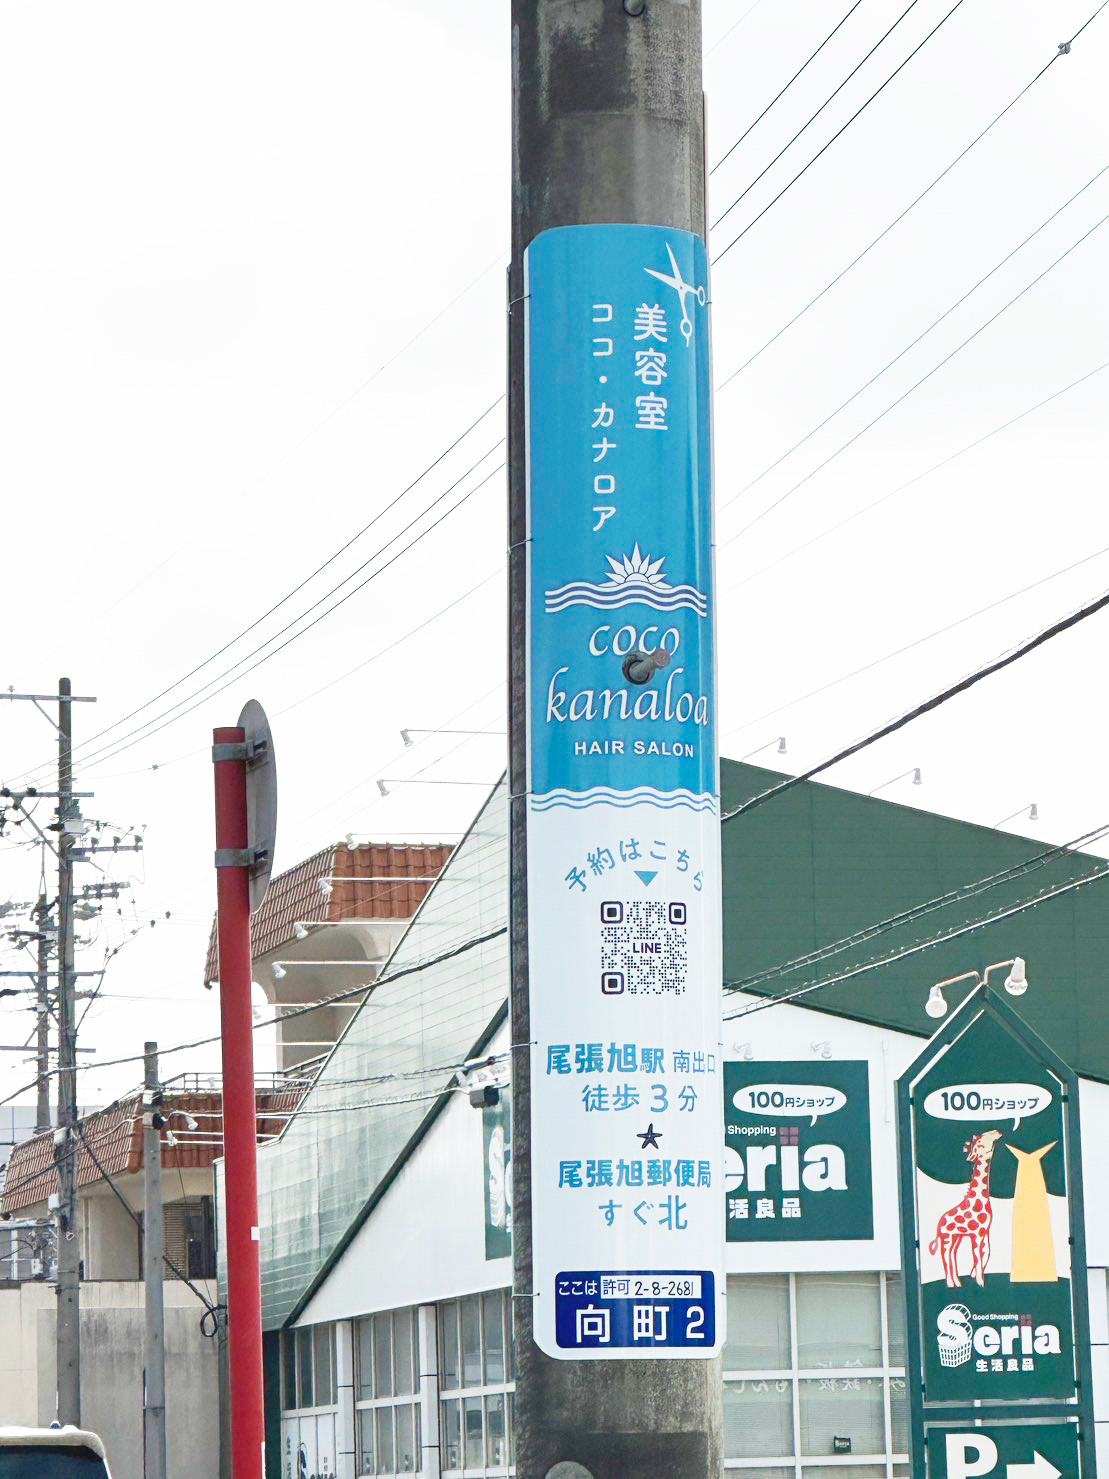 美容室
ココ・カナロア
coco
kanaloa
HAIR SALON
予約はこちら
LINE
尾張旭駅 南出口
徒歩3分
尾張旭郵便局
すぐ北
ここは 許可 2-8-2681
向町2
100円ショップ
Shopping
eria
活良品
100円ショップ
Good Shopping
Seria
生活良品
P